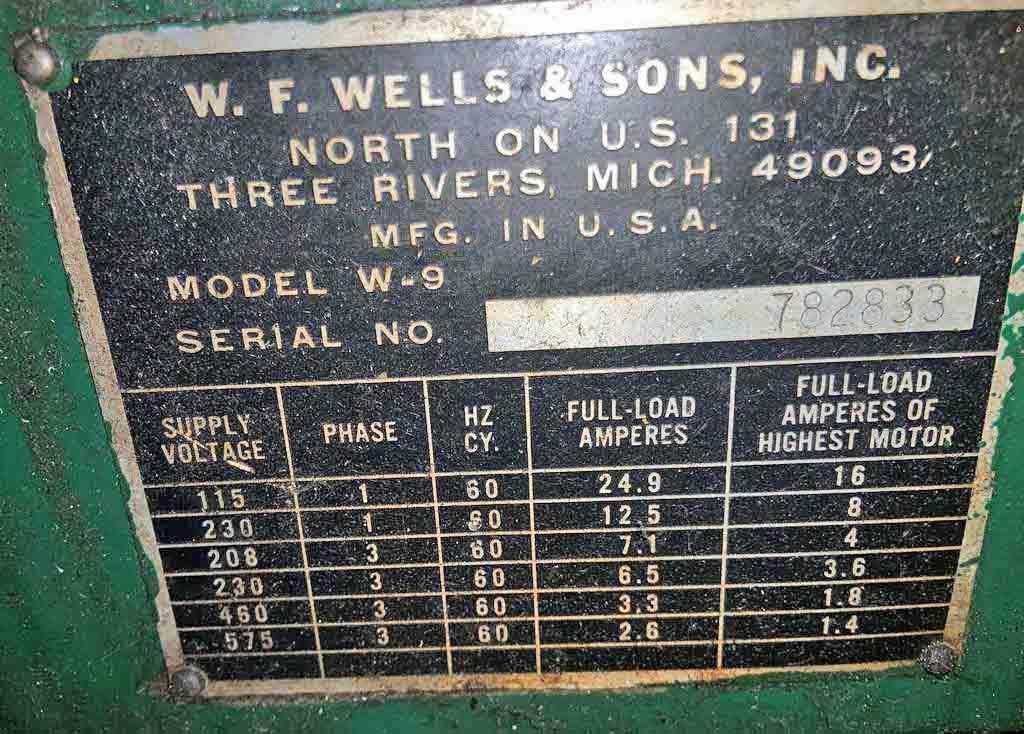 W. F. WELLS & SONS, INC.
NORTH ON U.S. 131
THREE RIVERS, MICH. 49093
MFG. IN U.S.A.
MODEL W-9
SERIAL NO. 782833
SUPPLY VOLTAGE PHASE HZ CY. FULL-LOAD AMPERES FULL-LOAD AMPERES OF HIGHEST MOTOR
115 1 60 24.9 16
230 1 60 12.5 8
208 3 60 7.1 4
230 3 60 6.5 3.6
460 3 60 3.3 1.8
575 3 60 2.6 1.4